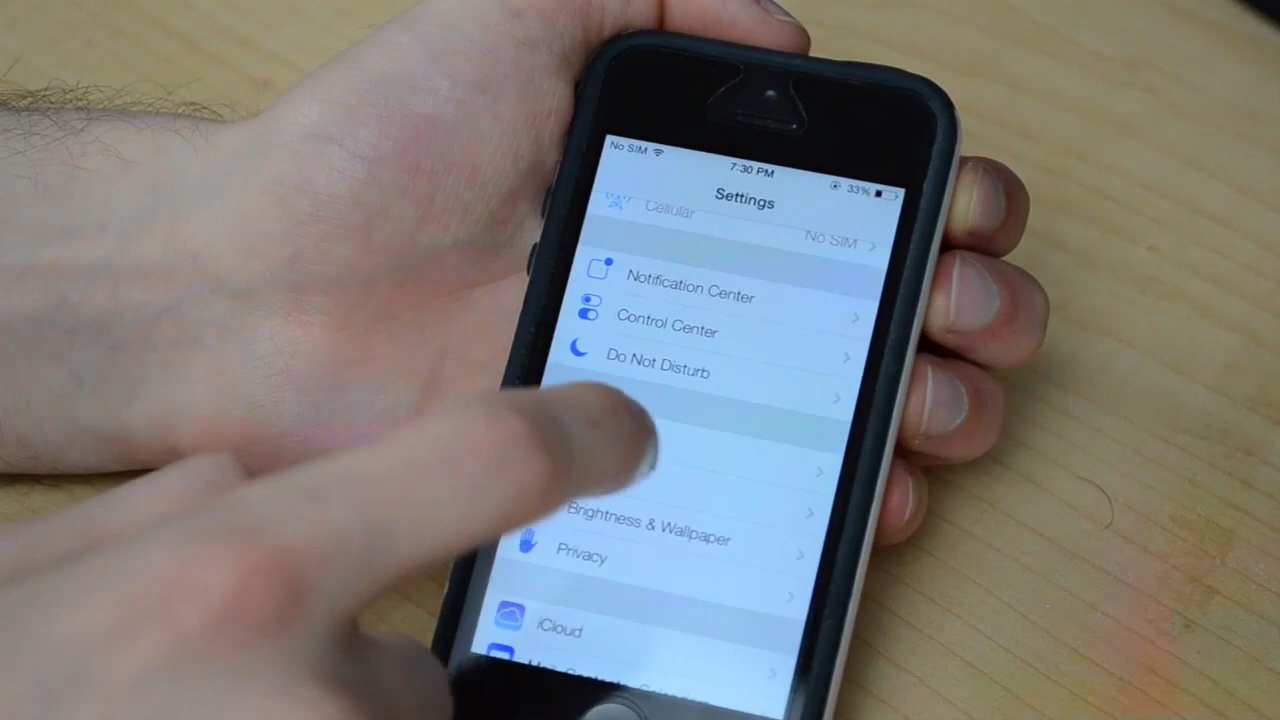 No SIM 7:30 PM 33%
Settings
Cellular No SIM
Notification Center
Control Center
Do Not Disturb
Brightness & Wallpaper
Privacy
iCloud